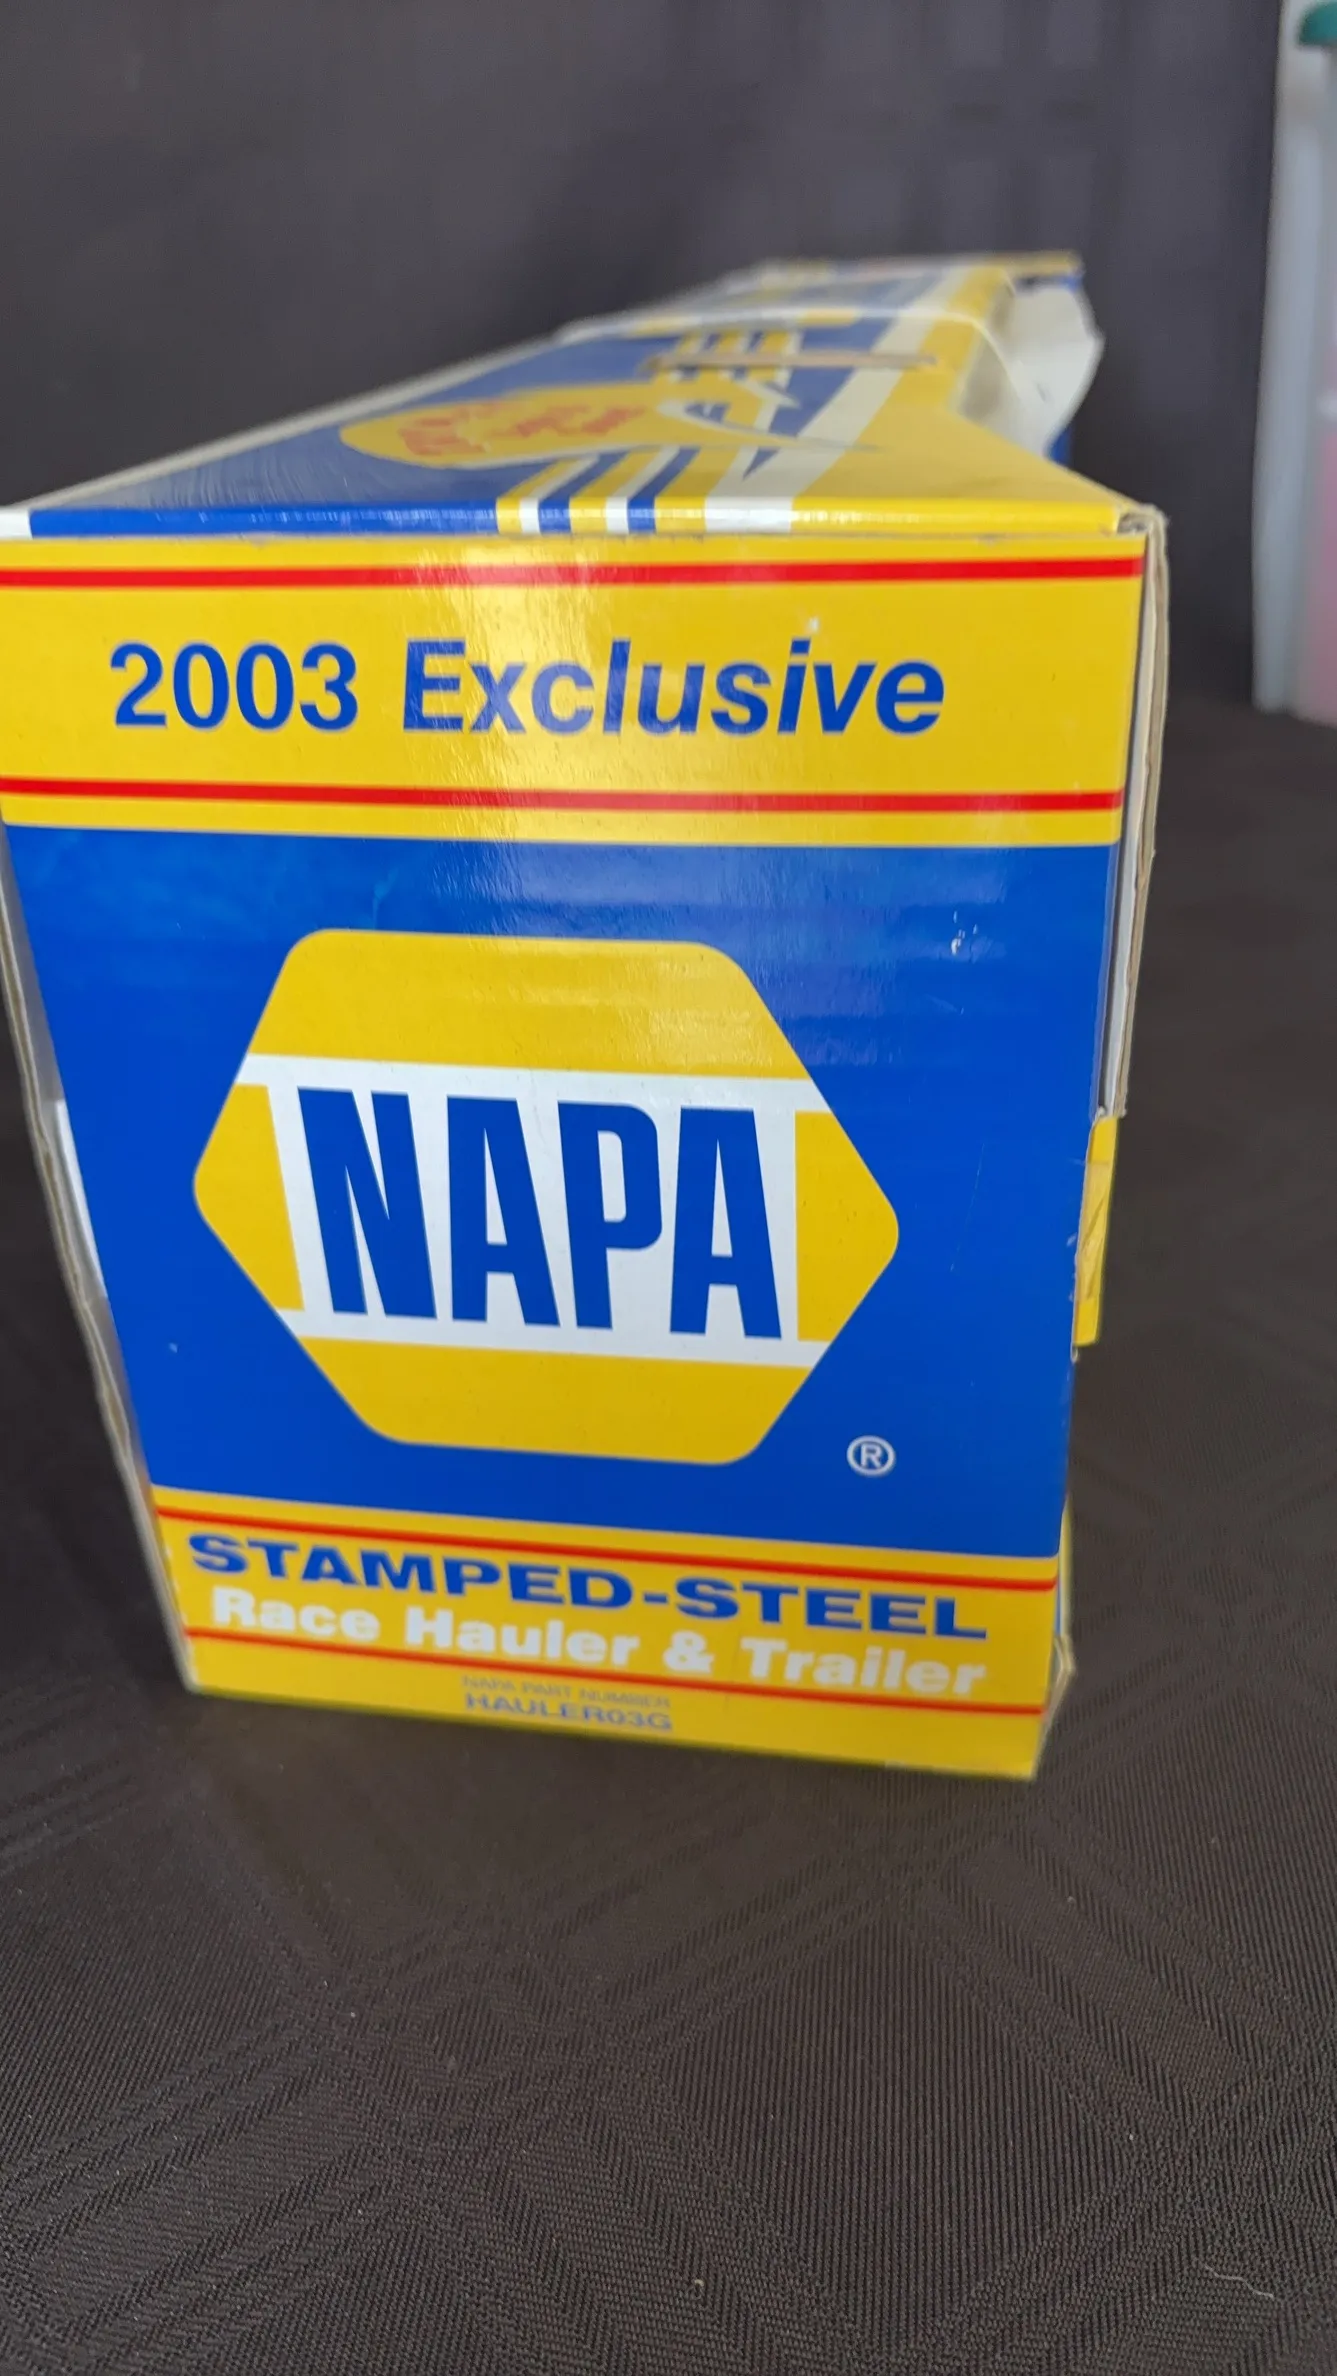 2003 Exclusive
NAPA
®
STAMPED-STEEL
Race Hauler & Trailer
NAPA PART NUMBER
HAULER03G